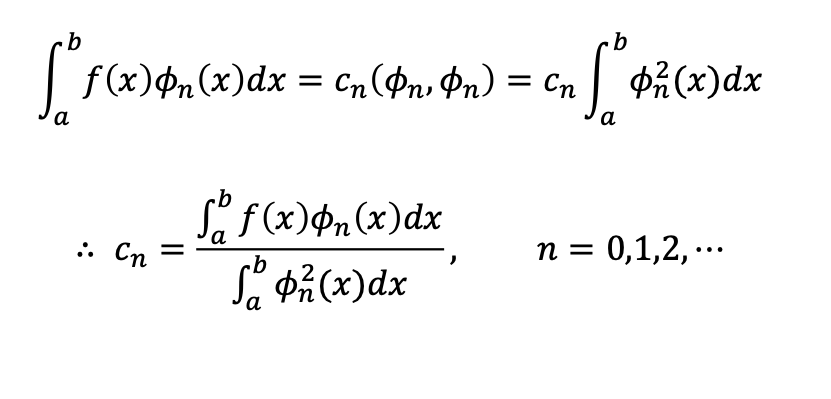 ∫_a^b f(x)ϕ_n(x)dx = c_n(ϕ_n, ϕ_n) = c_n ∫_a^b ϕ_n^2(x)dx
∴ c_n = \frac{∫_a^b f(x)ϕ_n(x)dx}{∫_a^b ϕ_n^2(x)dx}, n = 0,1,2,⋯